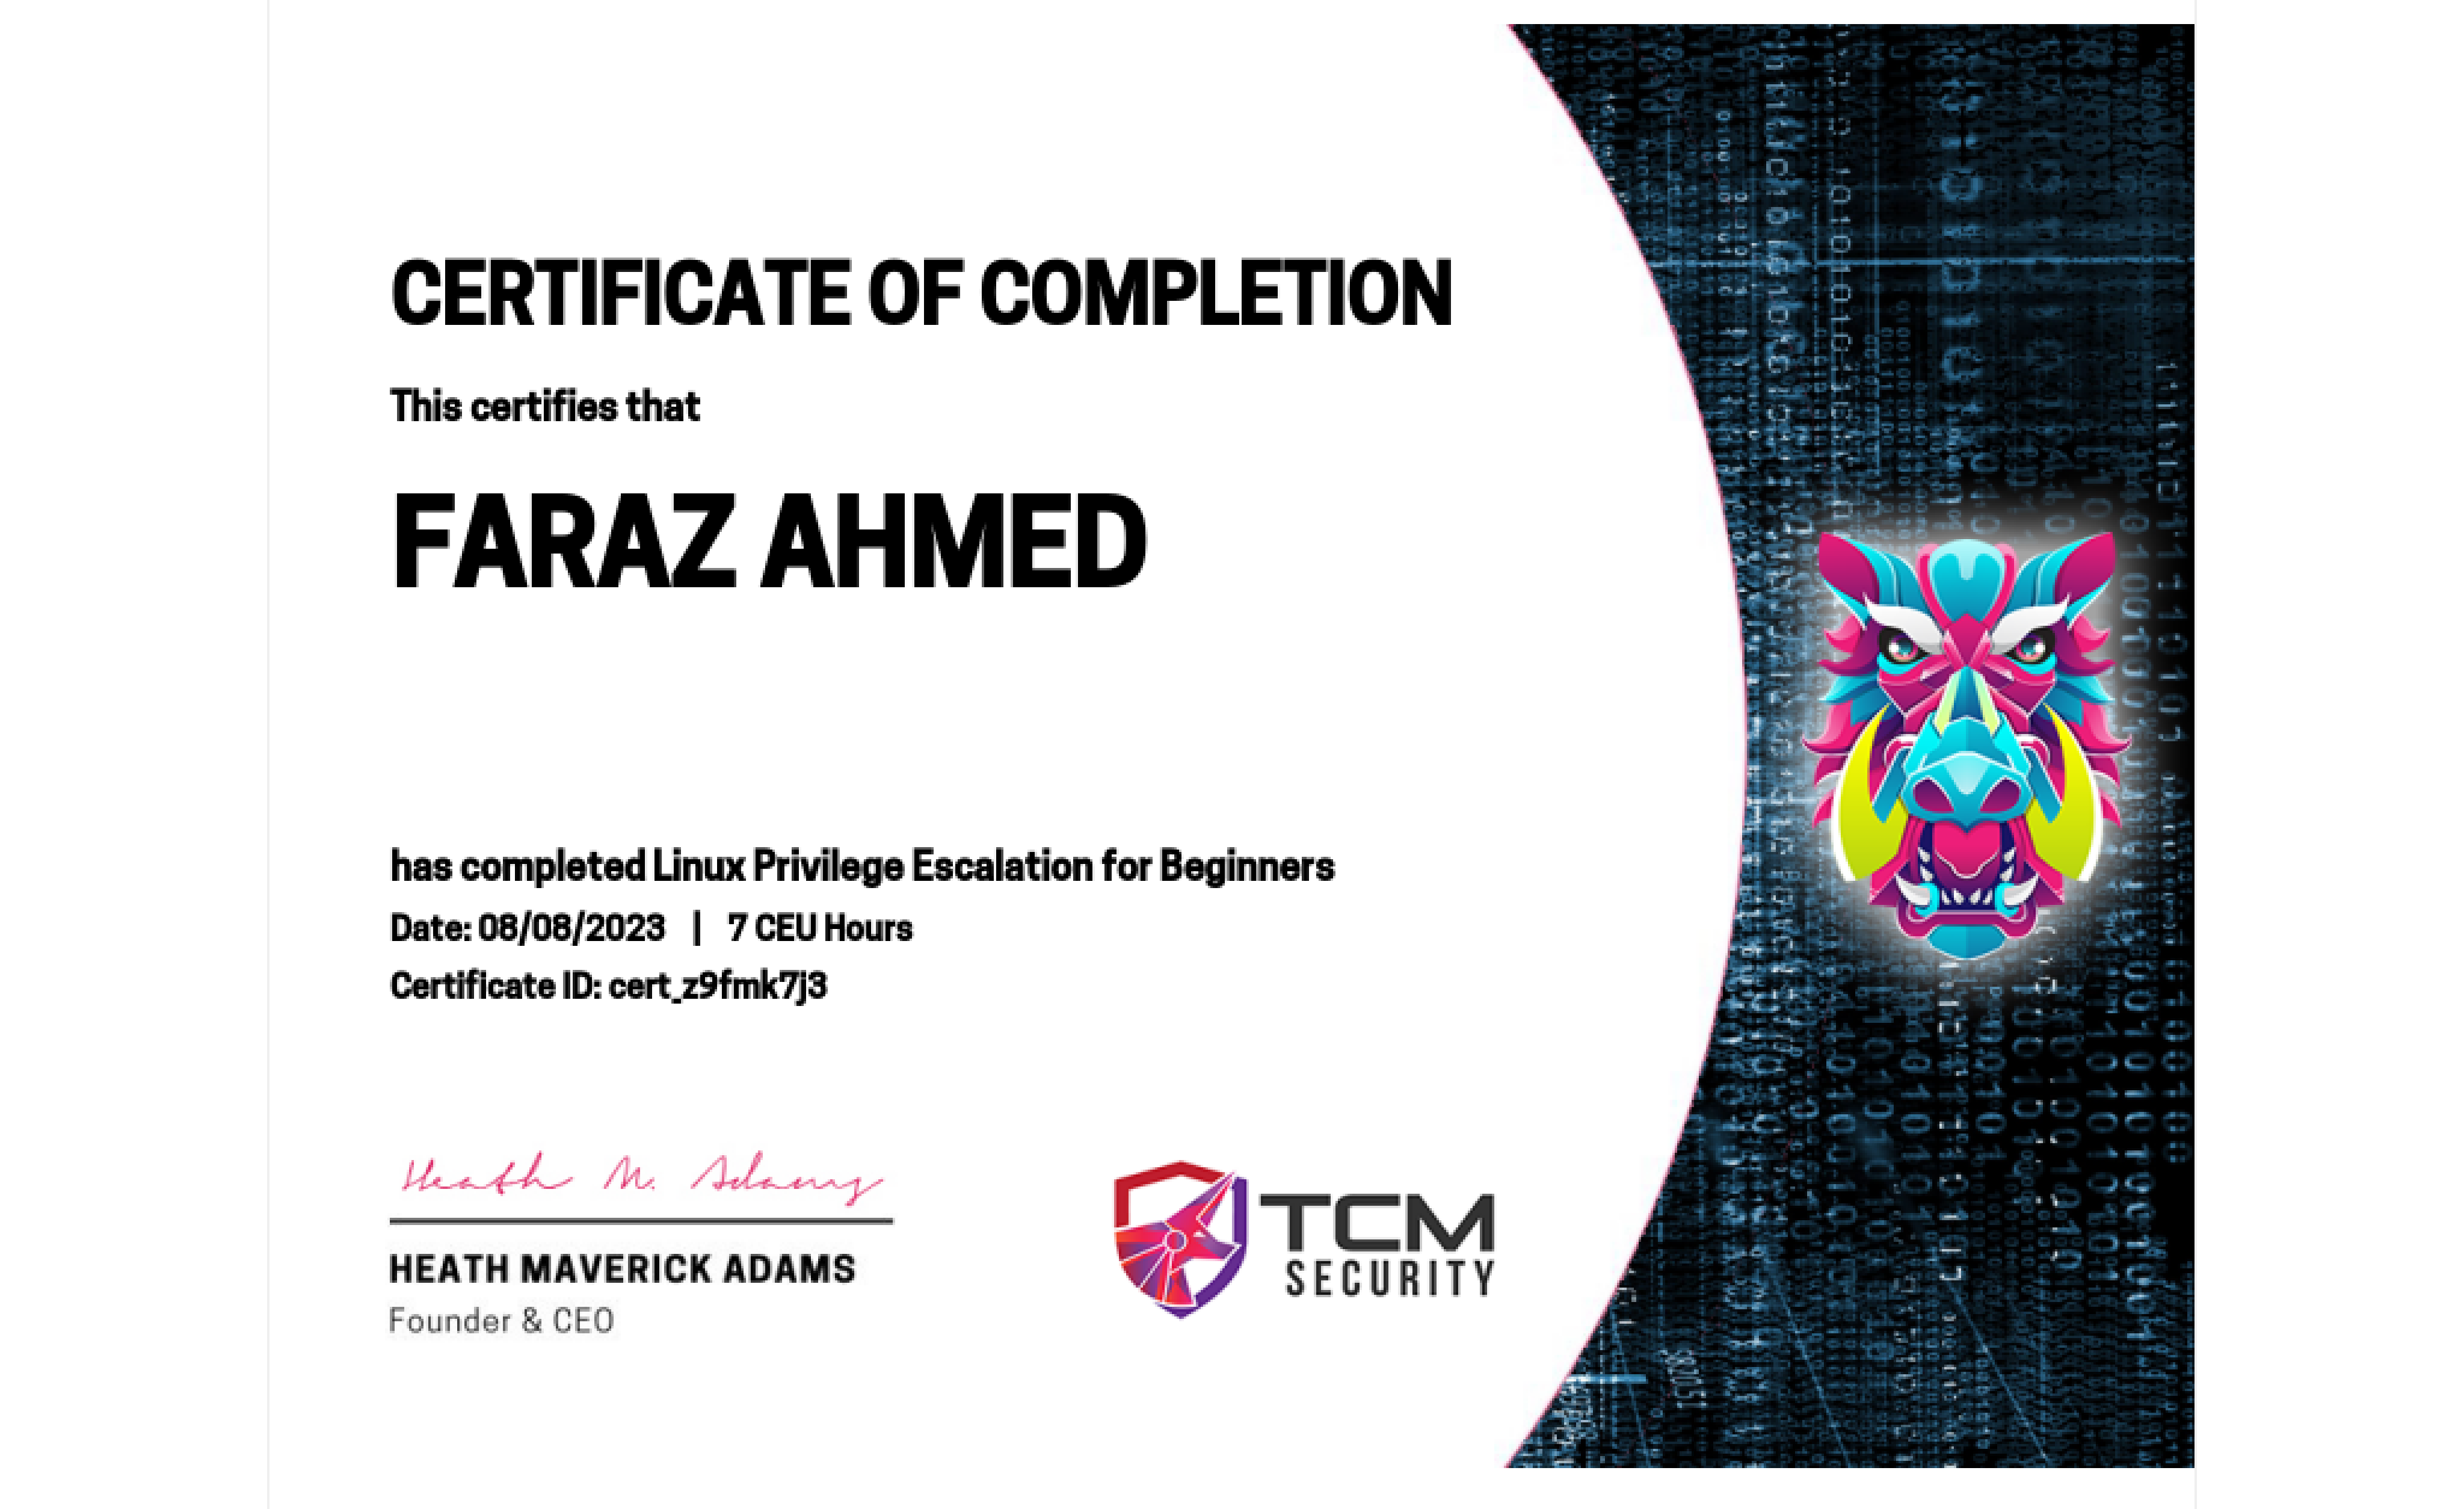 CERTIFICATE OF COMPLETION
This certifies that
FARAZ AHMED
has completed Linux Privilege Escalation for Beginners
Date: 08/08/2023 | 7 CEU Hours
Certificate ID: cert_z9fmk7j3
Heath M. Adams
HEATH MAVERICK ADAMS
Founder & CEO
TCM
SECURITY